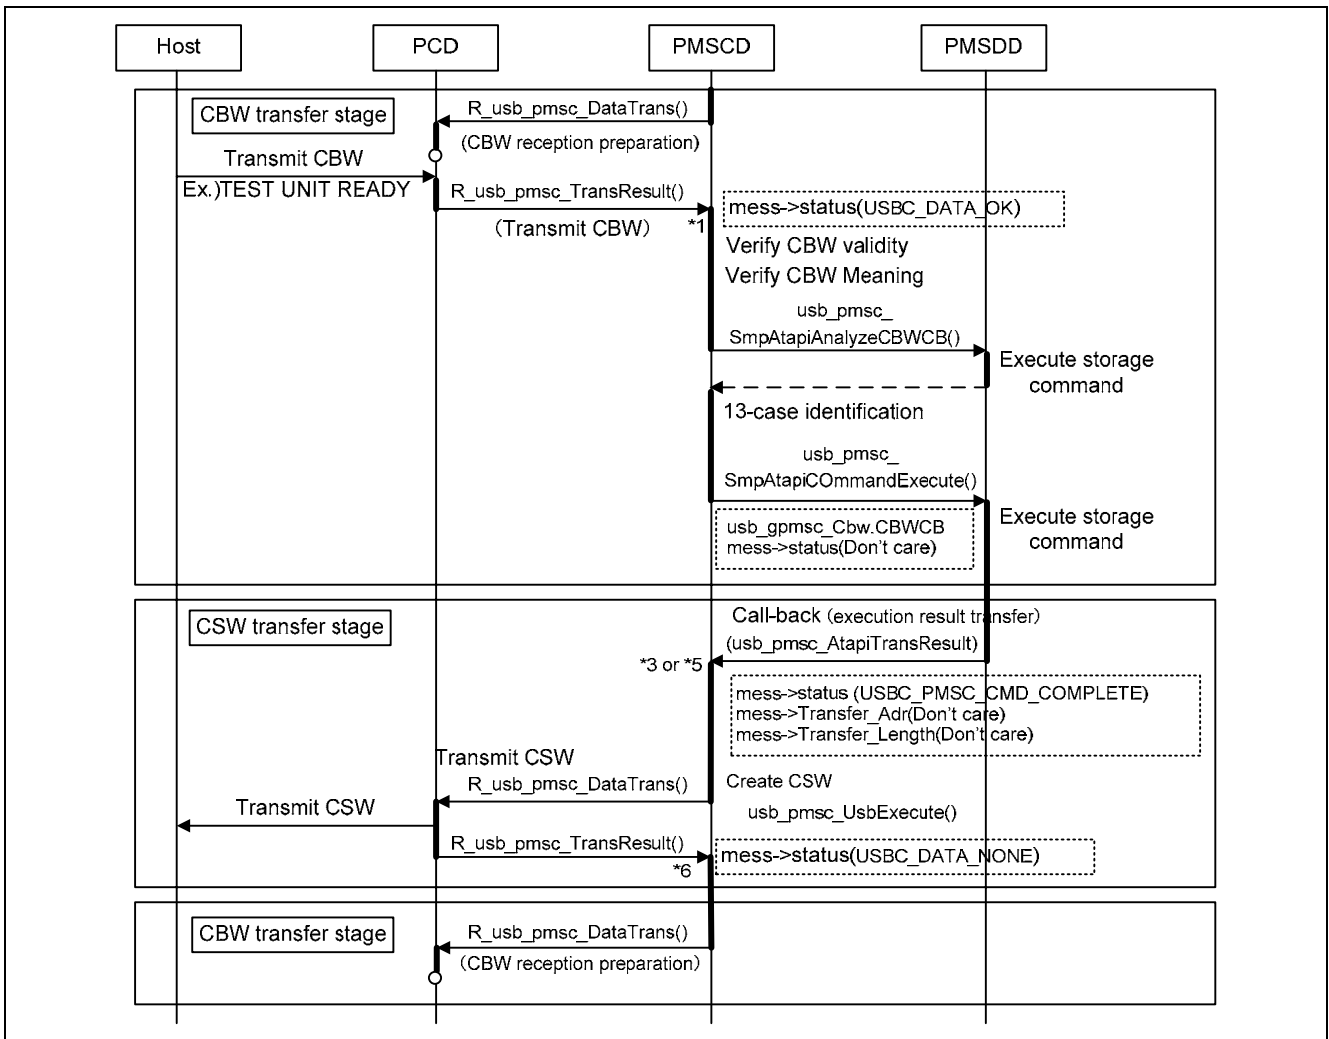 Host
PCD
PMSCD
PMSDD
CBW transfer stage
R_usb_pmsc_DataTrans()
(CBW reception preparation)
Transmit CBW
Ex.)TEST UNIT READY
R_usb_pmsc_TransResult()
(Transmit CBW)
*1
mess->status(USBC_DATA_OK)
Verify CBW validity
Verify CBW Meaning
usb_pmsc_
SmpAtapiAnalyzeCBWCB()
Execute storage
command
13-case identification
usb_pmsc_
SmpAtapiCOmmandExecute()
usb_gpmsc_Cbw.CBWCB
mess->status(Don't care)
Execute storage
command
CSW transfer stage
Call-back (execution result transfer)
(usb_pmsc_AtapiTransResult)
*3 or *5
mess->status (USBC_PMSC_CMD_COMPLETE)
mess->Transfer_Adr(Don't care)
mess->Transfer_Length(Don't care)
Transmit CSW
R_usb_pmsc_DataTrans()
Create CSW
Transmit CSW
usb_pmsc_UsbExecute()
R_usb_pmsc_TransResult()
*6
mess->status(USBC_DATA_NONE)
CBW transfer stage
R_usb_pmsc_DataTrans()
(CBW reception preparation)